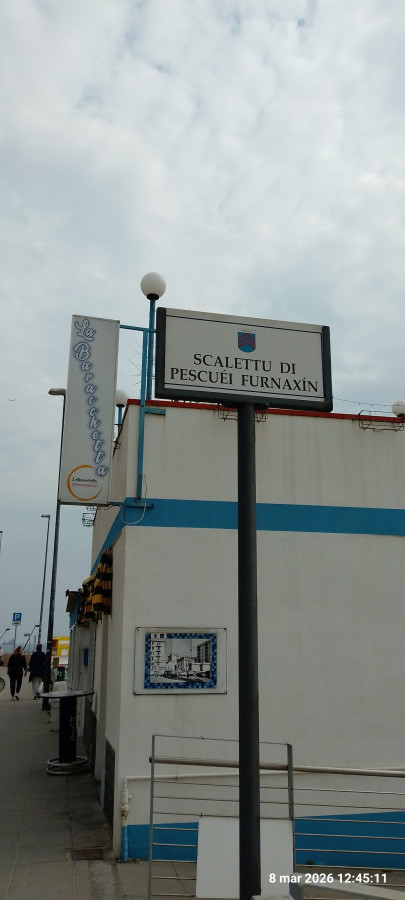 La Baracchetta
SCALETTU DI
PESCUÉI FURNAXÍN
P
8 mar 2026 12:45:11